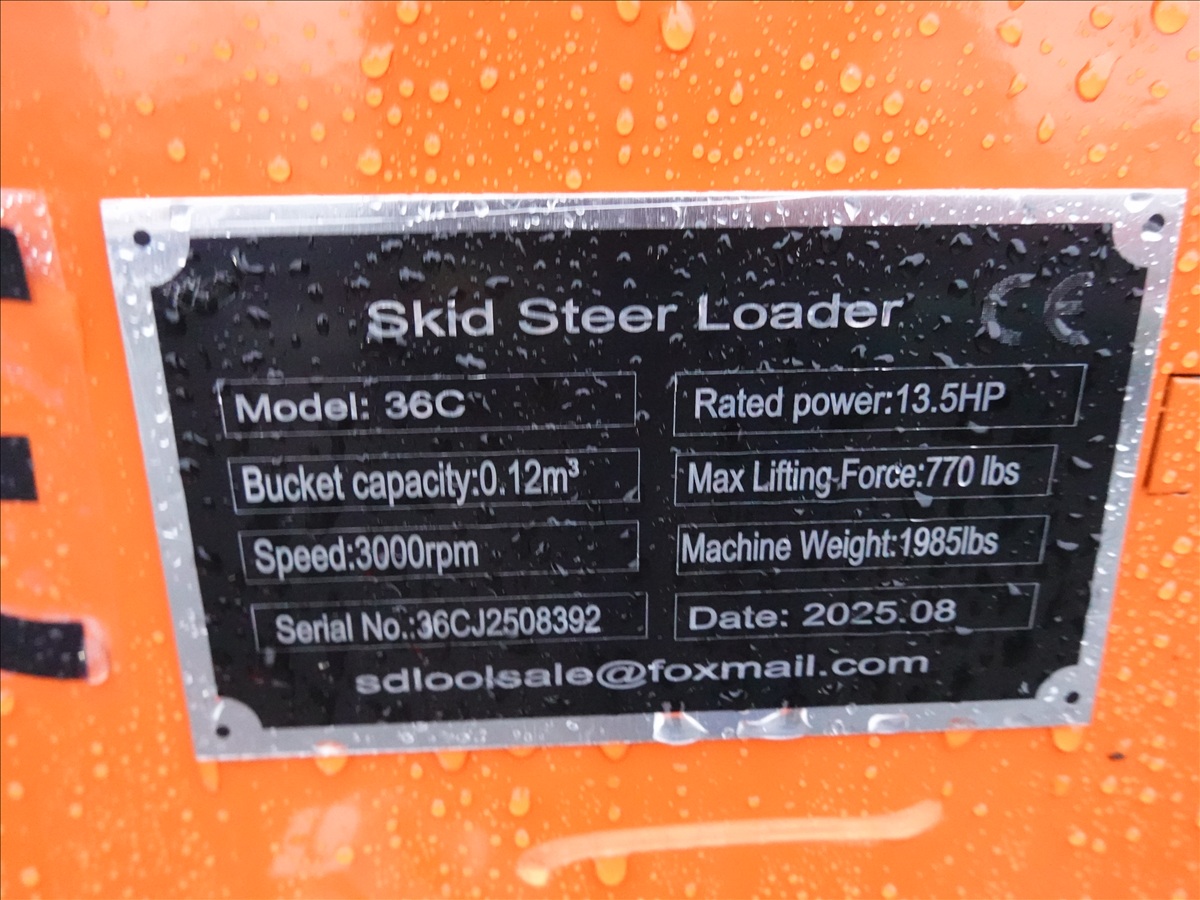 Skid Steer Loader CE
Model: 36C
Rated power:13.5HP
Bucket capacity:0.12m³
Max Lifting Force:770 lbs
Speed:3000rpm
Machine Weight:1985lbs
Serial No.:36CJ2508392
Date: 2025.08
sdloolsale@foxmail.com